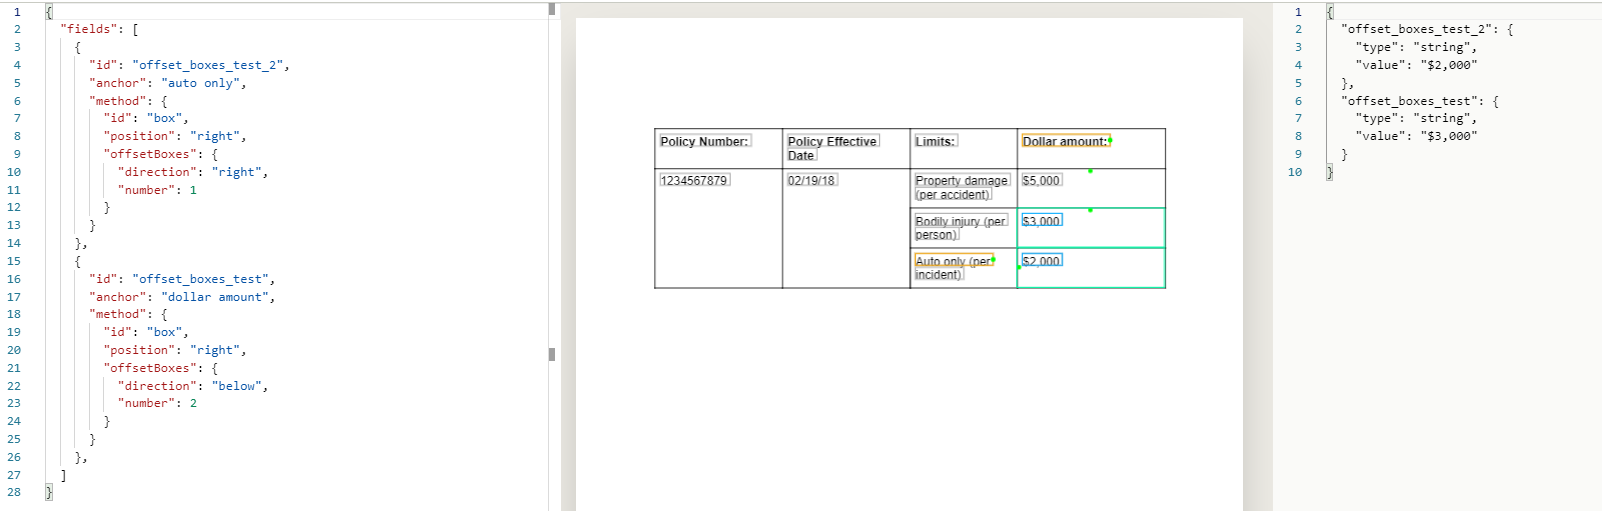 1 {
2 "fields": [
3 {
4 "id": "offset_boxes_test_2",
5 "anchor": "auto only",
6 "method": {
7 "id": "box",
8 "position": "right",
9 "offsetBoxes": {
10 "direction": "right",
11 "number": 1
12 }
13 }
14 },
15 {
16 "id": "offset_boxes_test",
17 "anchor": "dollar amount",
18 "method": {
19 "id": "box",
20 "position": "right",
21 "offsetBoxes": {
22 "direction": "below",
23 "number": 2
24 }
25 }
26 },
27 ]
28 }
Policy Number: Policy Effective Limits: Dollar amount:
Date
1234567879 02/19/18 Property damage $5,000
(per accident)
Bodily injury (per $3,000
person)
Auto only (per $2,000
incident)
1 {
2 "offset_boxes_test_2": {
3 "type": "string",
4 "value": "$2,000"
5 },
6 "offset_boxes_test": {
7 "type": "string",
8 "value": "$3,000"
9 }
10 }